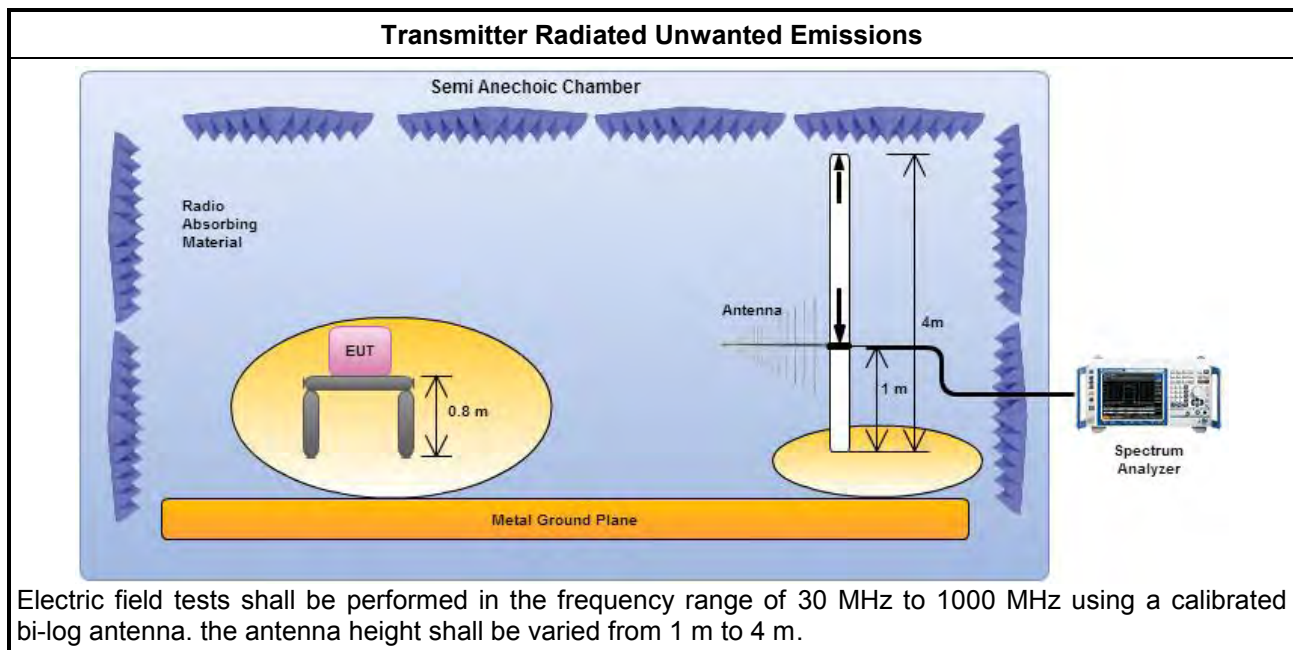 Transmitter Radiated Unwanted Emissions
Semi Anechoic Chamber
Radio
Absorbing
Material
Antenna
4m
EUT
1 m
0.8 m
Spectrum
Analyzer
Metal Ground Plane
Electric field tests shall be performed in the frequency range of 30 MHz to 1000 MHz using a calibrated
bi-log antenna. the antenna height shall be varied from 1 m to 4 m.